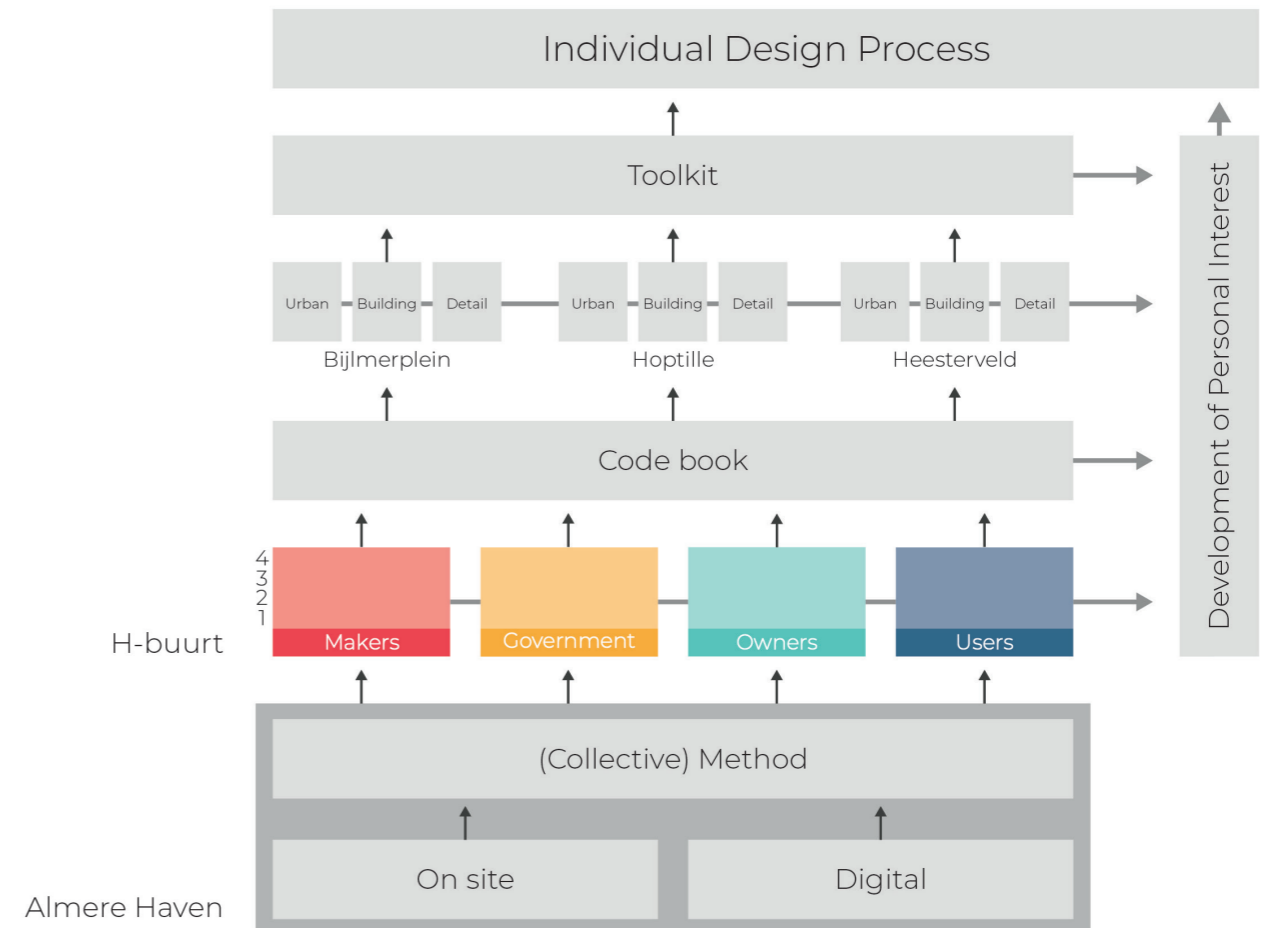 Individual Design Process
Toolkit
Development of Personal Interest
Urban Building Detail Urban Building Detail Urban Building Detail
Bijlmerplein Hoptille Heesterveld
Code book
4
3
2
1
H-buurt
Makers Government Owners Users
(Collective) Method
On site Digital
Almere Haven